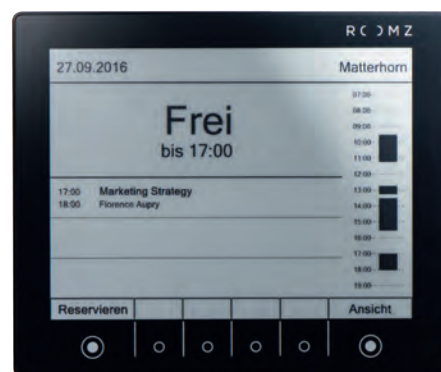 ROOMZ
27.09.2016 Matterhorn
Frei
bis 17:00
17:00 Marketing Strategy
18:00 Florence Aupry
07:00
08:00
09:00
10:00
11:00
12:00
13:00
14:00
15:00
16:00
17:00
18:00
19:00
Reservieren Ansicht